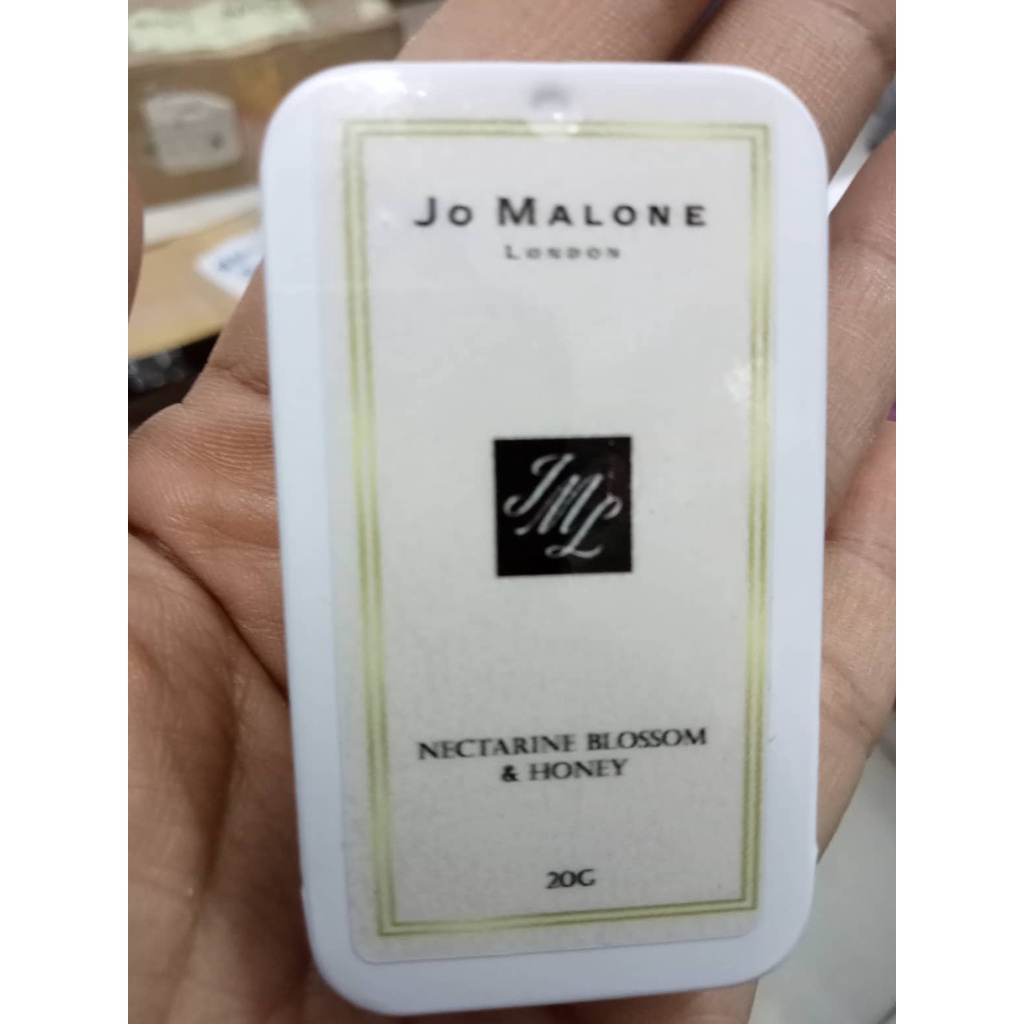 JO MALONE
LONDON
JML
NECTARINE BLOSSOM
& HONEY
20G